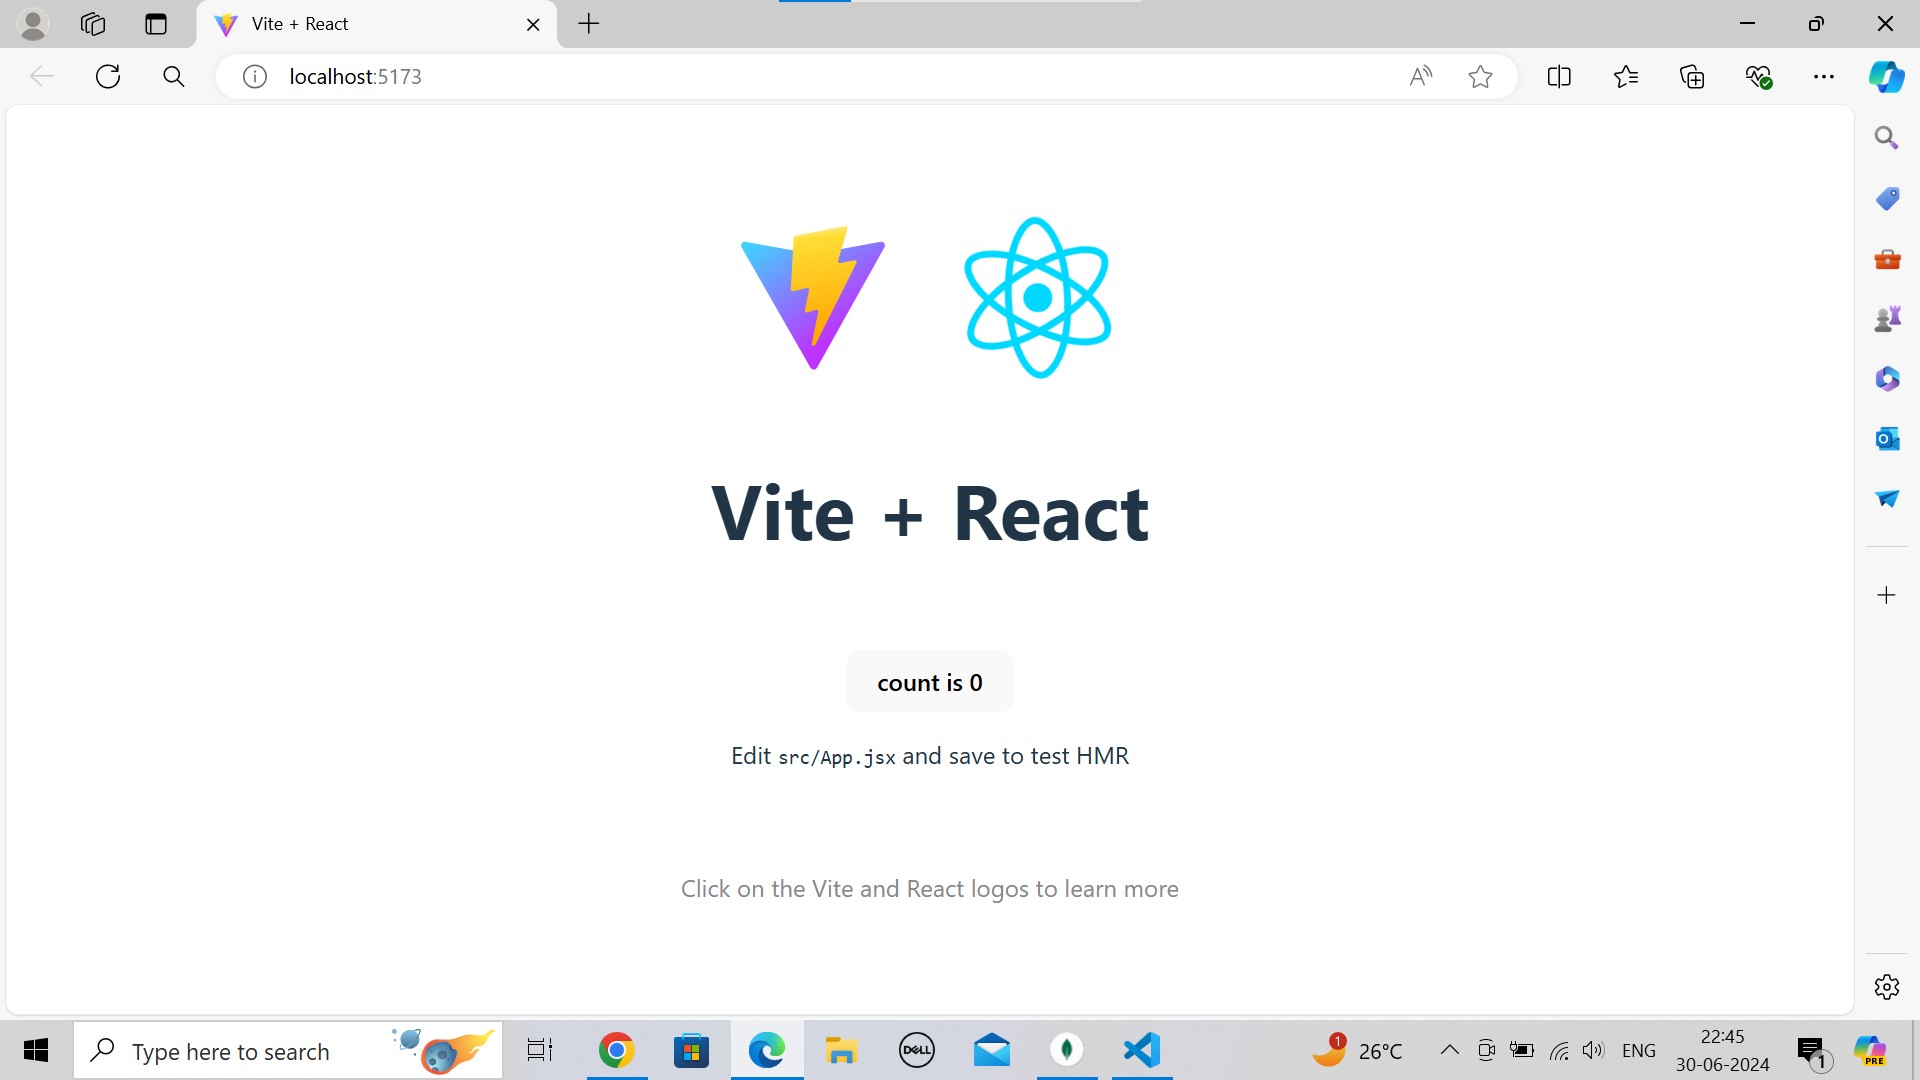 Vite + React
localhost:5173
Vite + React
count is 0
Edit src/App.jsx and save to test HMR
Click on the Vite and React logos to learn more
Type here to search
DELL
1
26°C
ENG
22:45
30-06-2024
1
PRE